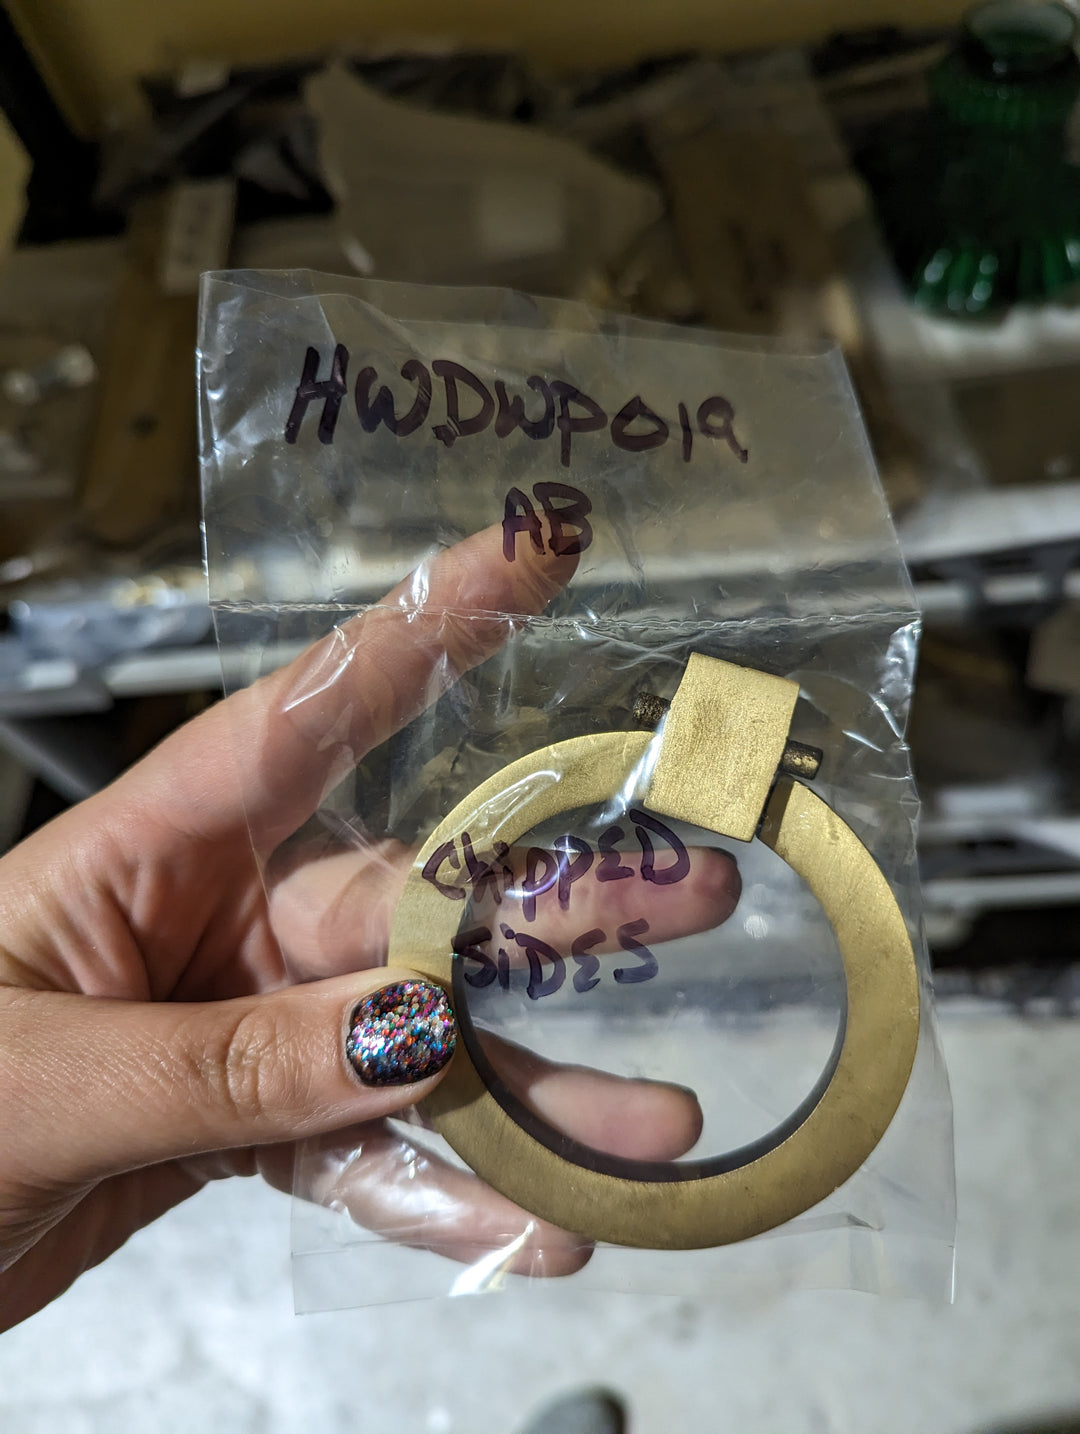 HWDWP019
AB
ChippED
SiDES